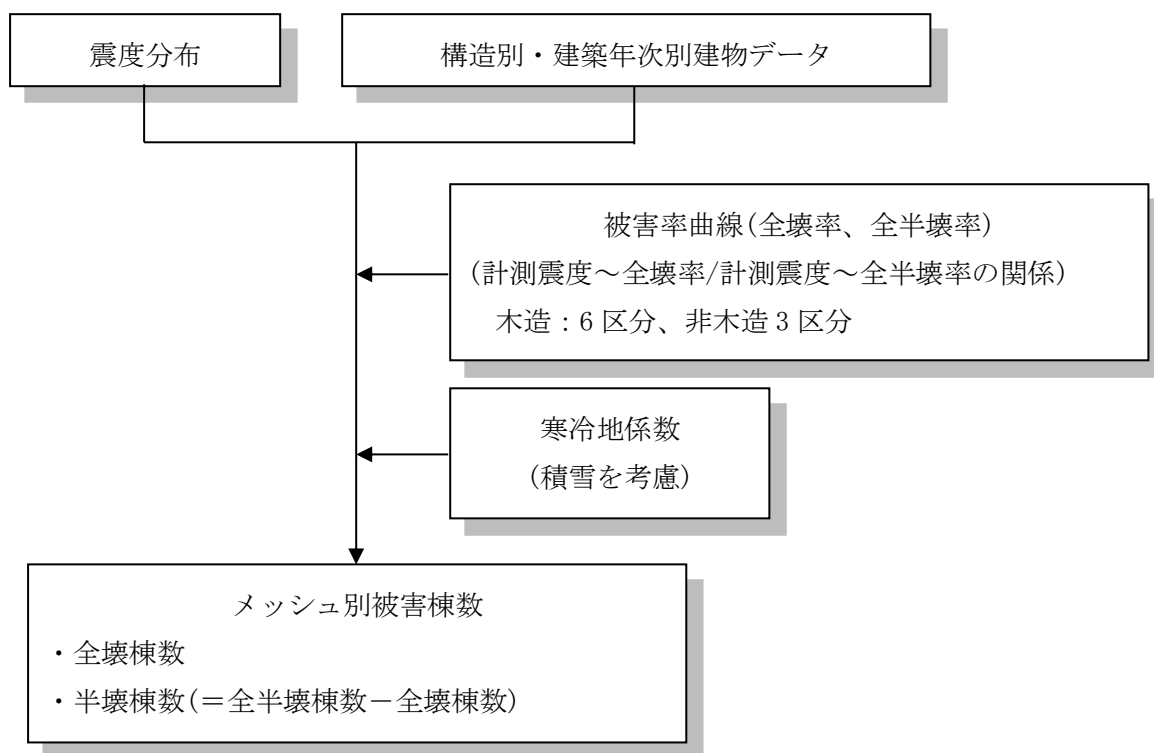 震度分布
構造別・建築年次別建物データ
被害率曲線(全壊率、全半壊率)
(計測震度～全壊率/計測震度～全半壊率の関係)
木造：6 区分、非木造 3 区分
寒冷地係数
(積雪を考慮)
メッシュ別被害棟数
・全壊棟数
・半壊棟数(＝全半壊棟数－全壊棟数)